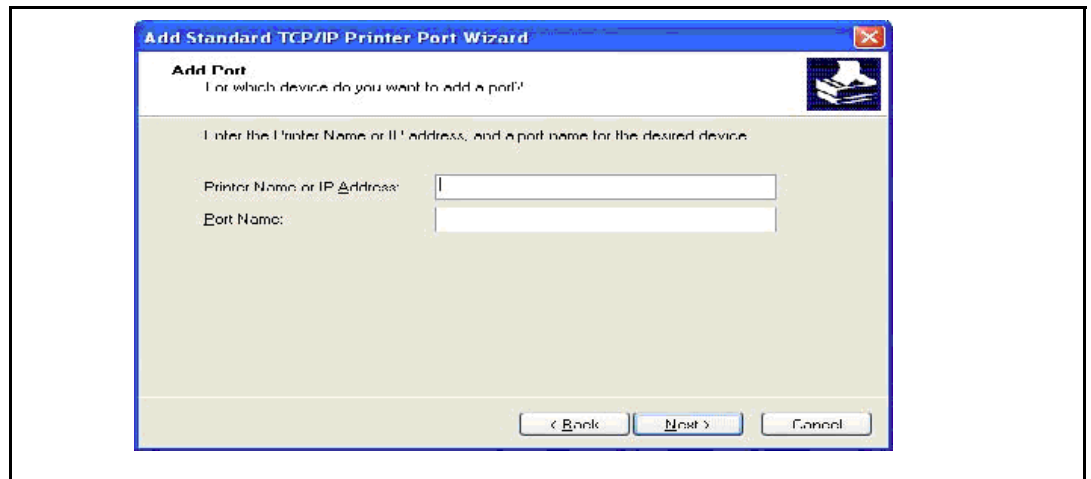 Add Standard TCP/IP Printer Port Wizard
Add Port
For which device do you want to add a port?
Enter the Printer Name or IP address, and a port name for the desired device.
Printer Name or IP Address:
Port Name:
< Back
Next >
Cancel